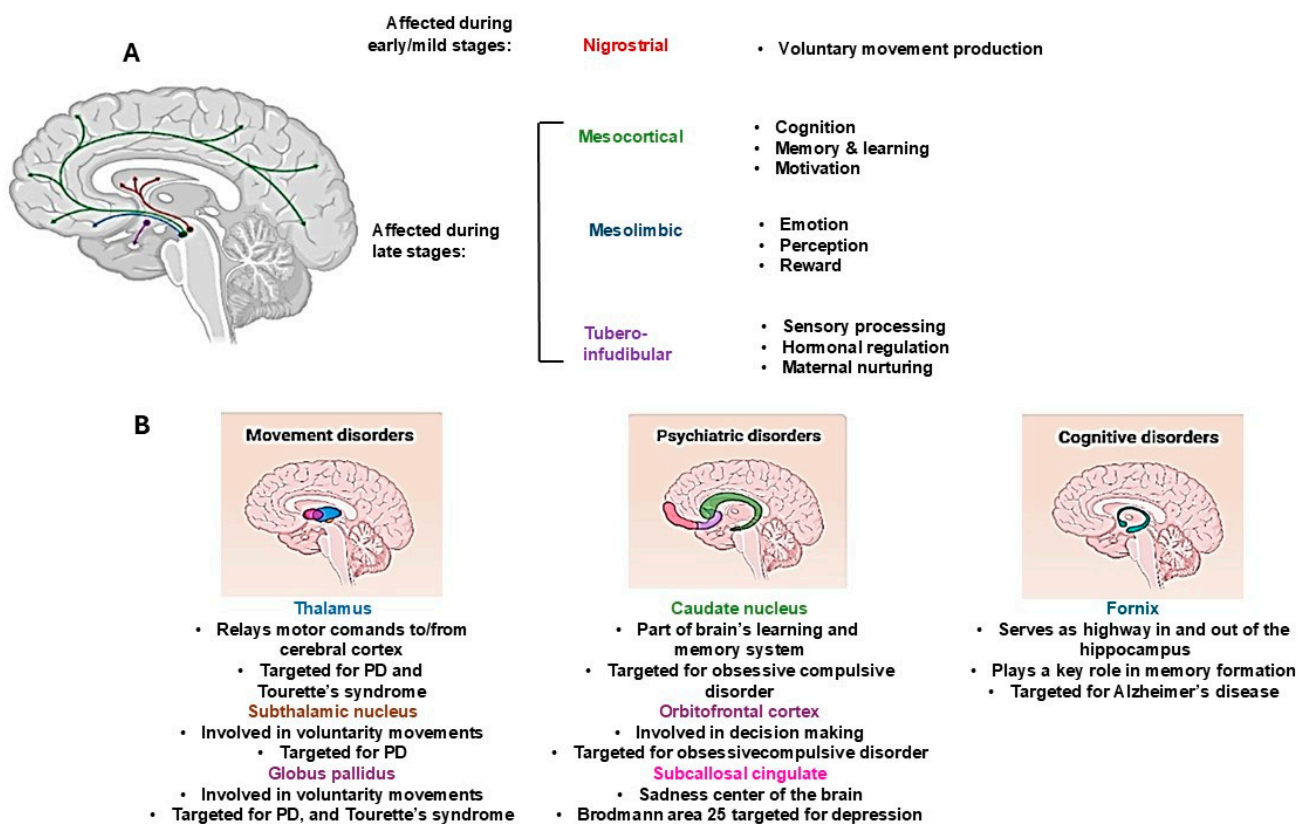 A
Affected during
early/mild stages:
Nigrostrial
• Voluntary movement production
Mesocortical
• Cognition
• Memory & learning
• Motivation
Affected during
late stages:
Mesolimbic
• Emotion
• Perception
• Reward
Tubero-
infudibular
• Sensory processing
• Hormonal regulation
• Maternal nurturing
B
Movement disorders
Thalamus
• Relays motor comands to/from
cerebral cortex
• Targeted for PD and
Tourette's syndrome
Subthalamic nucleus
• Involved in voluntarity movements
• Targeted for PD
Globus pallidus
• Involved in voluntarity movements
• Targeted for PD, and Tourette's syndrome
Psychiatric disorders
Caudate nucleus
• Part of brain's learning and
memory system
• Targeted for obsessive compulsive
disorder
Orbitofrontal cortex
• Involved in decision making
• Targeted for obsessivecompulsive disorder
Subcallosal cingulate
• Sadness center of the brain
• Brodmann area 25 targeted for depression
Cognitive disorders
Fornix
• Serves as highway in and out of the
hippocampus
• Plays a key role in memory formation
• Targeted for Alzheimer's disease